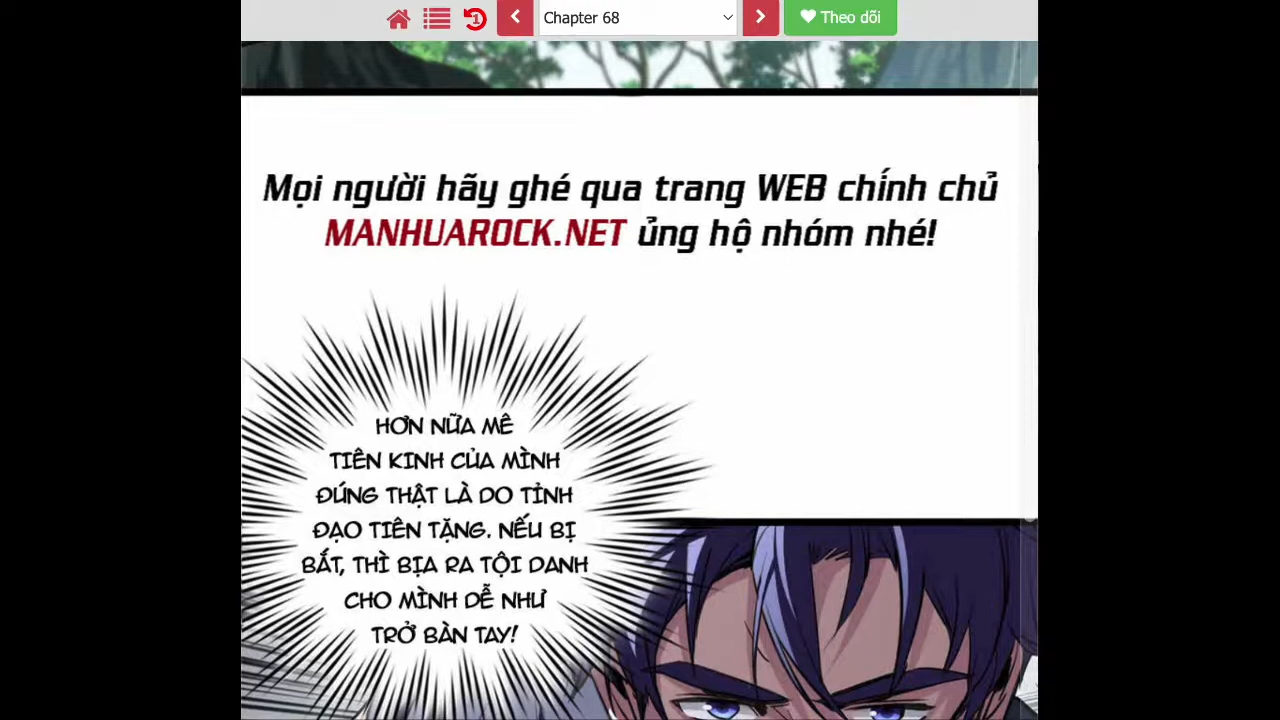 Chapter 68
Theo dõi
Mọi người hãy ghé qua trang WEB chính chủ
MANHUAROCK.NET ủng hộ nhóm nhé!
HƠN NỮA MÊ
TIÊN KINH CỦA MÌNH
ĐÚNG THẬT LÀ DO TỈNH
ĐẠO TIÊN TẶNG. NẾU BỊ
BẮT, THÌ BỊA RA TỘI DANH
CHO MÌNH DỄ NHƯ
TRỞ BÀN TAY!